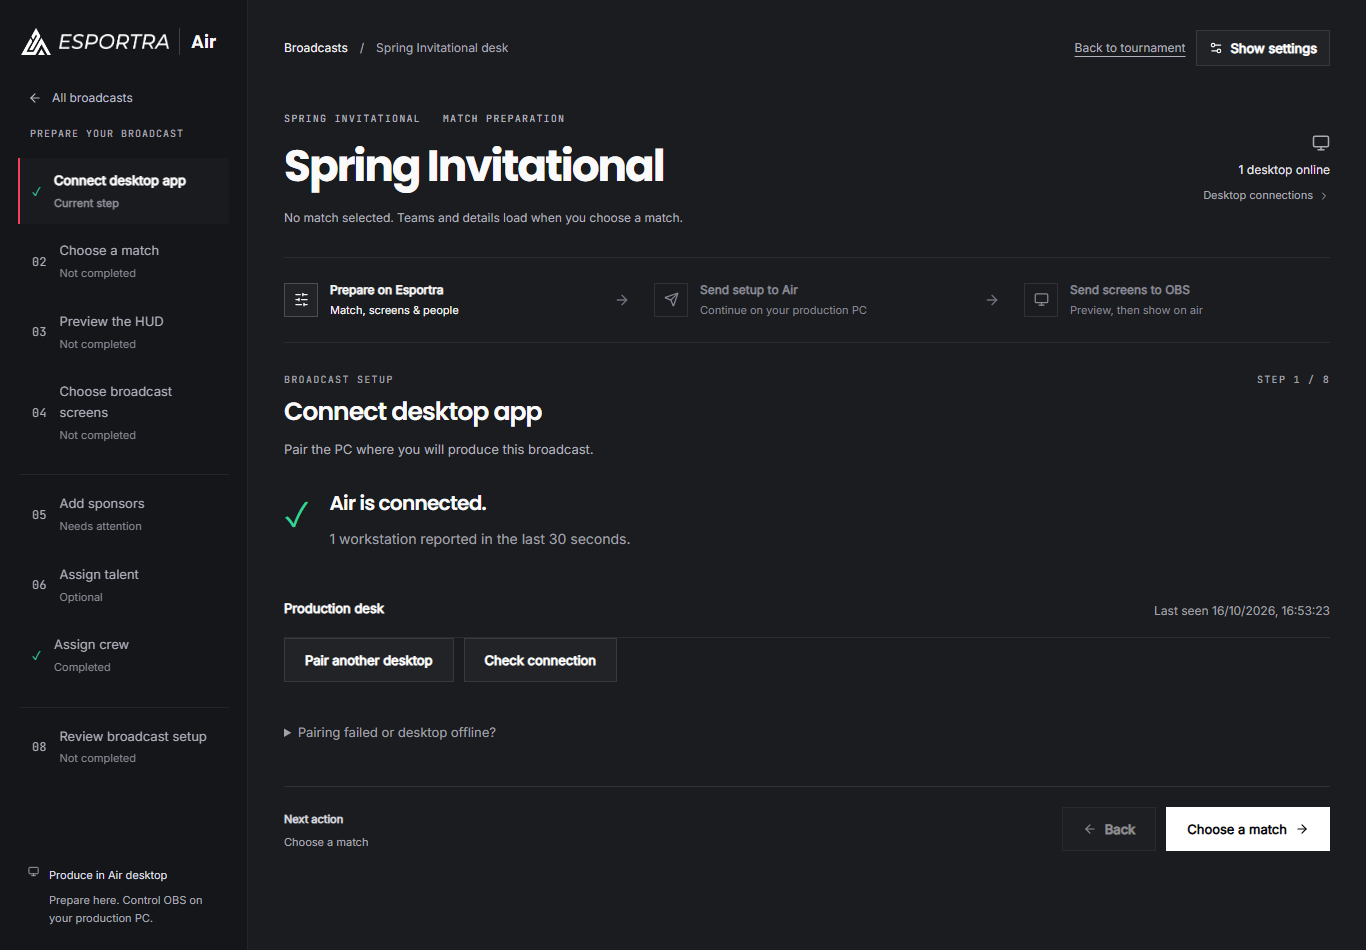 ESPORTRA Air
All broadcasts
PREPARE YOUR BROADCAST
Connect desktop app
Current step
02 Choose a match
Not completed
03 Preview the HUD
Not completed
04 Choose broadcast
screens
Not completed
05 Add sponsors
Needs attention
06 Assign talent
Optional
Assign crew
Completed
08 Review broadcast setup
Not completed
Produce in Air desktop
Prepare here. Control OBS on
your production PC.
Broadcasts / Spring Invitational desk
Back to tournament
Show settings
SPRING INVITATIONAL MATCH PREPARATION
Spring Invitational
No match selected. Teams and details load when you choose a match.
1 desktop online
Desktop connections
Prepare on Esportra
Match, screens & people
Send setup to Air
Continue on your production PC
Send screens to OBS
Preview, then show on air
BROADCAST SETUP
STEP 1 / 8
Connect desktop app
Pair the PC where you will produce this broadcast.
Air is connected.
1 workstation reported in the last 30 seconds.
Production desk
Last seen 16/10/2026, 16:53:23
Pair another desktop
Check connection
Pairing failed or desktop offline?
Next action
Choose a match
Back
Choose a match